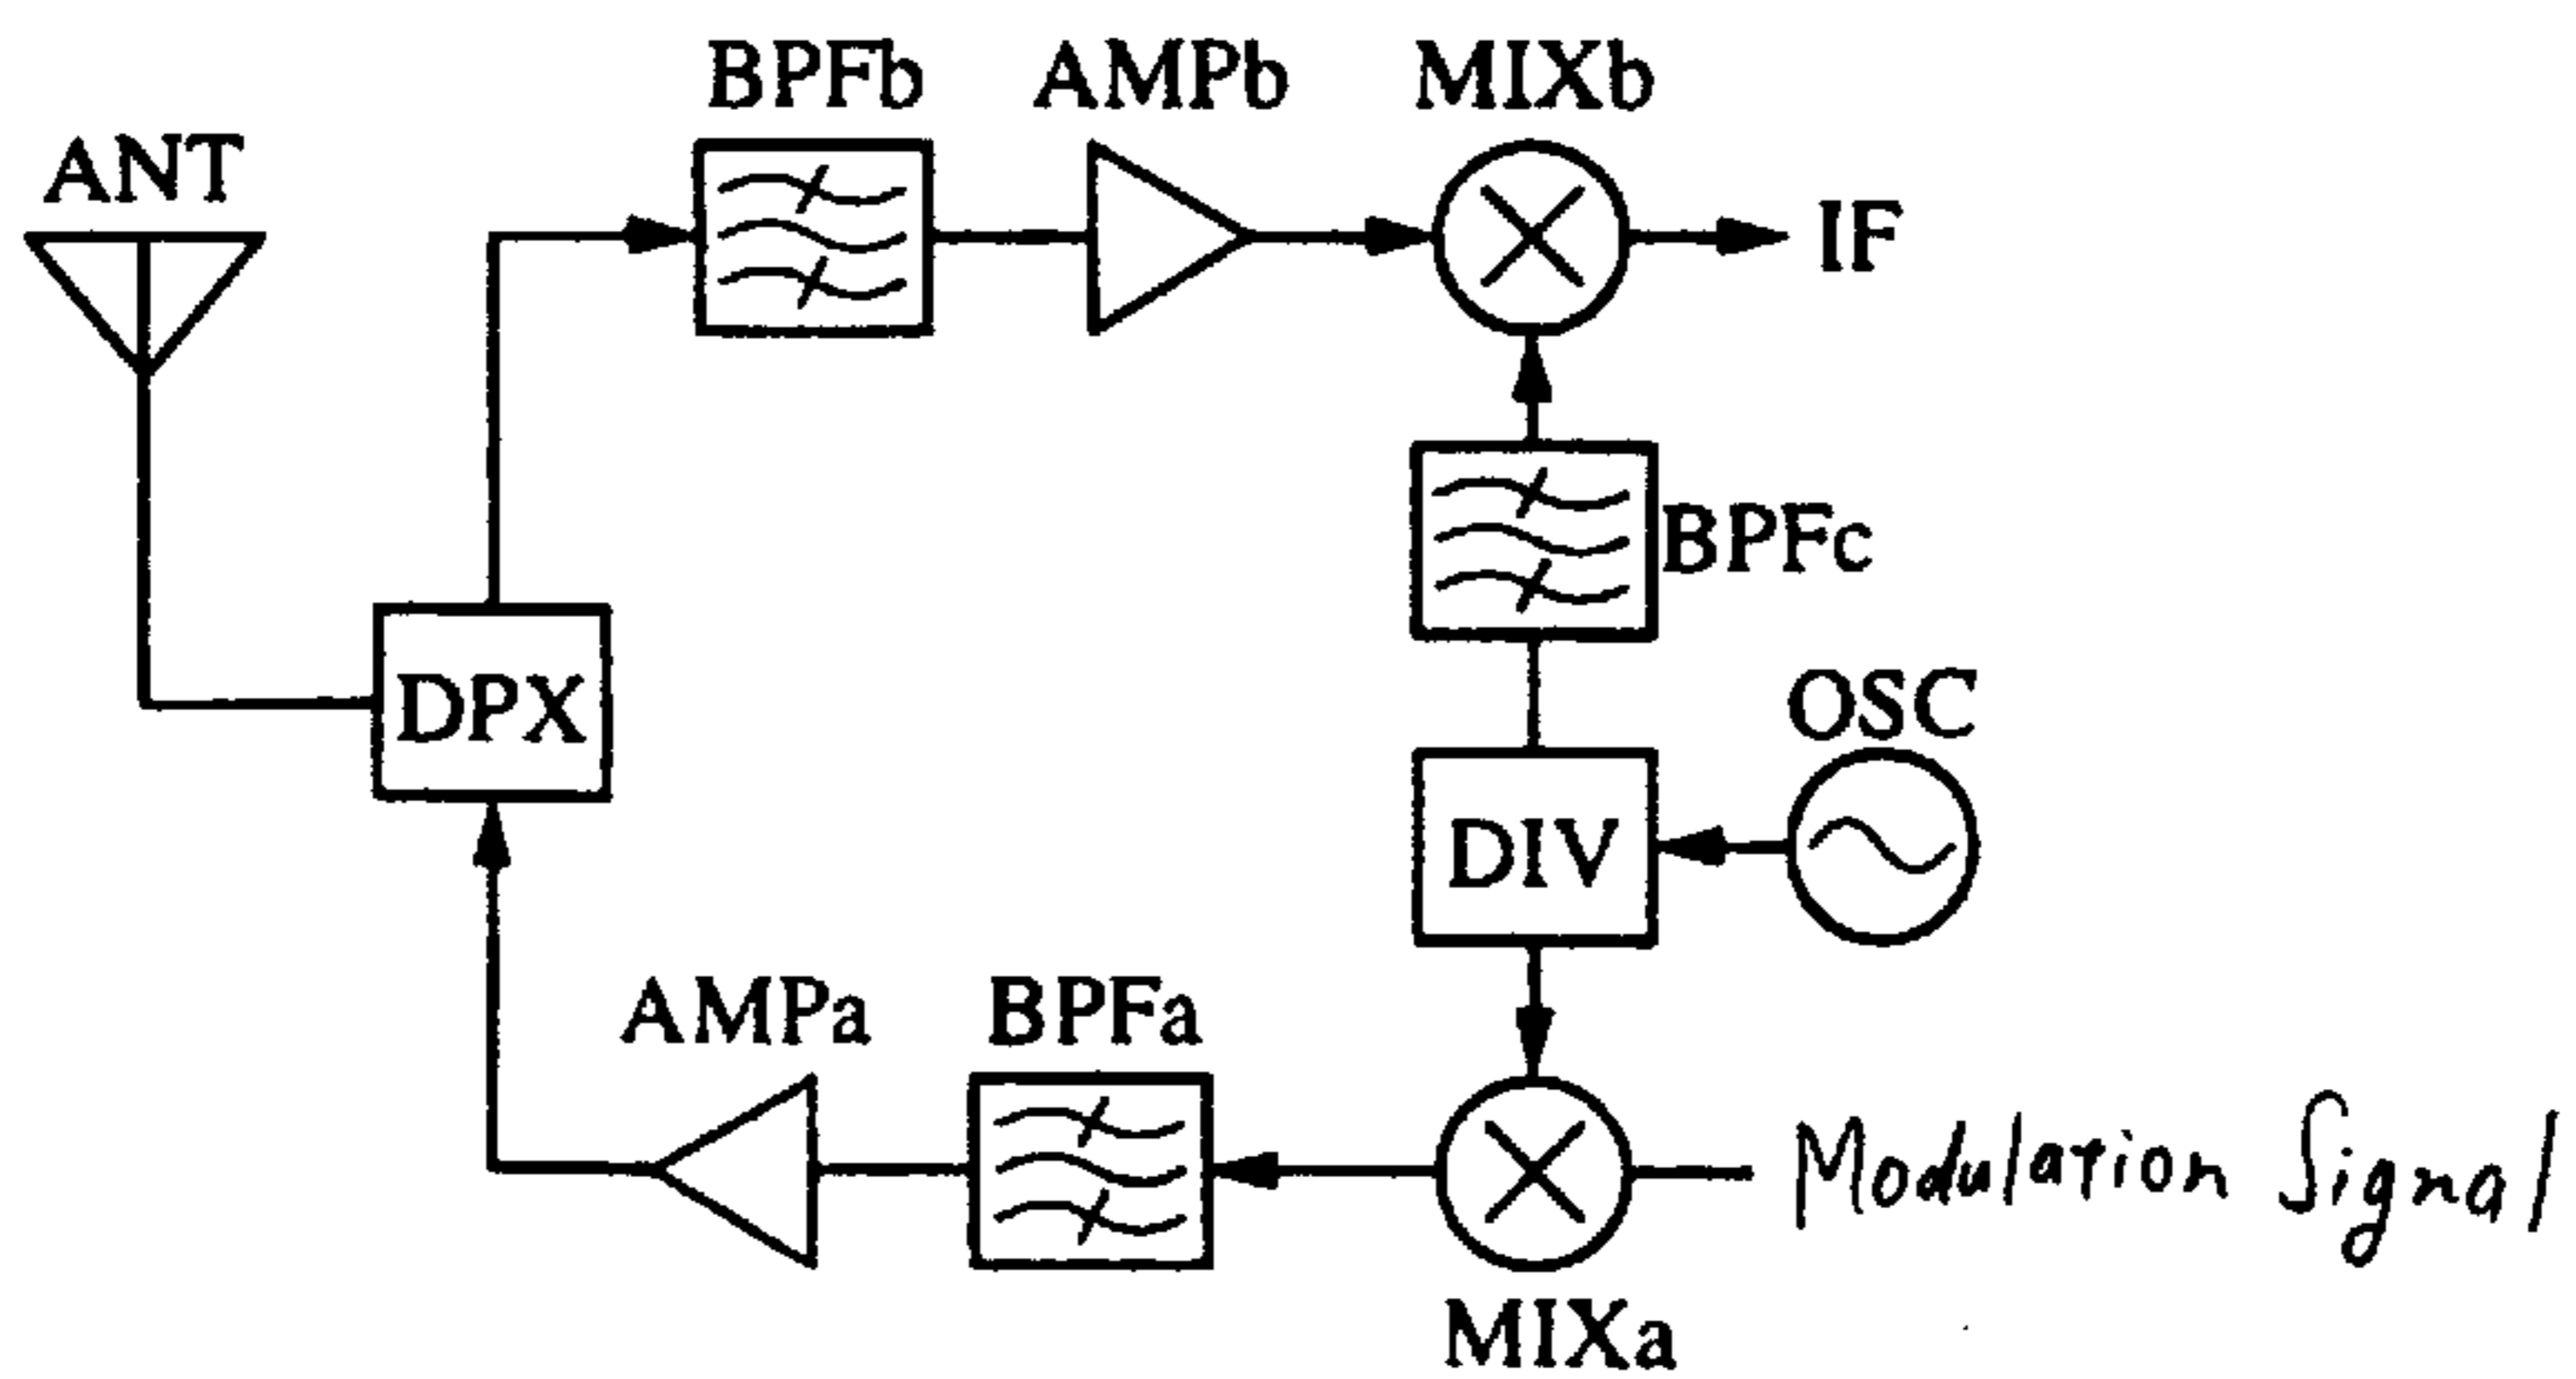 BPFb AMPb MIXb
ANT
IF
BPFc
DPX
OSC
DIV
AMPa BPFa
Modulation Signal
MIXa